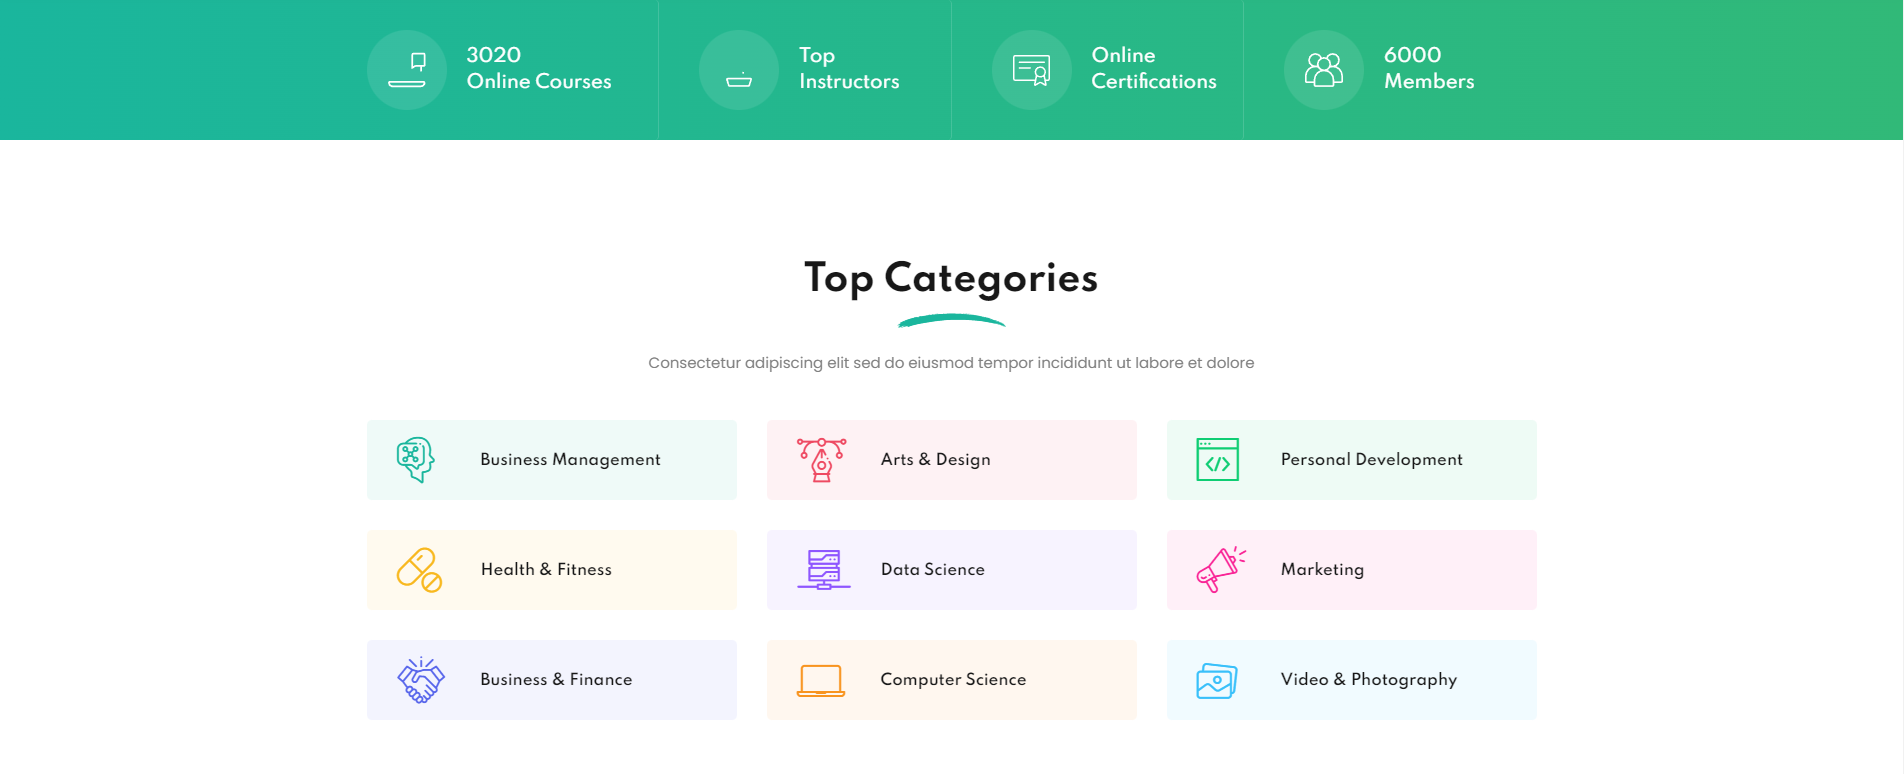 3020
Online Courses
Top
Instructors
Online
Certifications
6000
Members
Top Categories
Consectetur adipiscing elit sed do eiusmod tempor incididunt ut labore et dolore
Business Management
Arts & Design
Personal Development
Health & Fitness
Data Science
Marketing
Business & Finance
Computer Science
Video & Photography